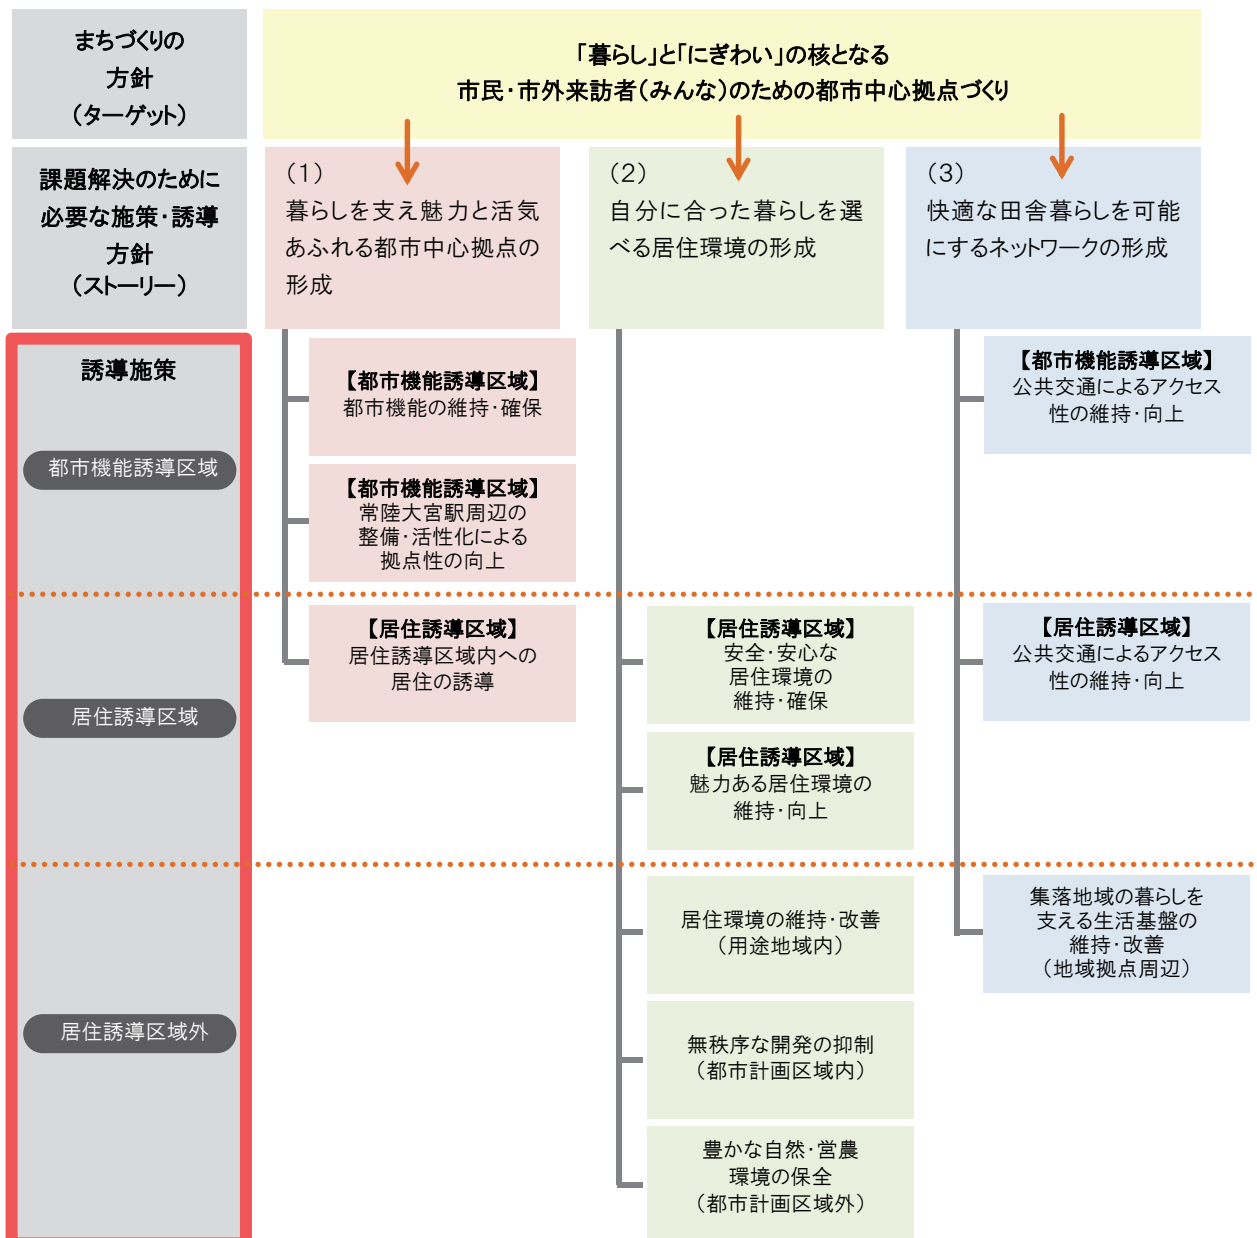 まちづくりの
方針
（ターゲット）
「暮らし」と「にぎわい」の核となる
市民・市外来訪者（みんな）のための都市中心拠点づくり
課題解決のために
必要な施策・誘導
方針
（ストーリー）
（1）
暮らしを支え魅力と活気
あふれる都市中心拠点の
形成
（2）
自分に合った暮らしを選
べる居住環境の形成
（3）
快適な田舎暮らしを可能
にするネットワークの形成
誘導施策
都市機能誘導区域
【都市機能誘導区域】
都市機能の維持・確保
【都市機能誘導区域】
常陸大宮駅周辺の
整備・活性化による
拠点性の向上
【都市機能誘導区域】
公共交通によるアクセス
性の維持・向上
居住誘導区域
【居住誘導区域】
居住誘導区域内への
居住の誘導
【居住誘導区域】
安全・安心な
居住環境の
維持・確保
【居住誘導区域】
魅力ある居住環境の
維持・向上
【居住誘導区域】
公共交通によるアクセス
性の維持・向上
居住誘導区域外
居住環境の維持・改善
（用途地域内）
無秩序な開発の抑制
（都市計画区域内）
豊かな自然・営農
環境の保全
（都市計画区域外）
集落地域の暮らしを
支える生活基盤の
維持・改善
（地域拠点周辺）